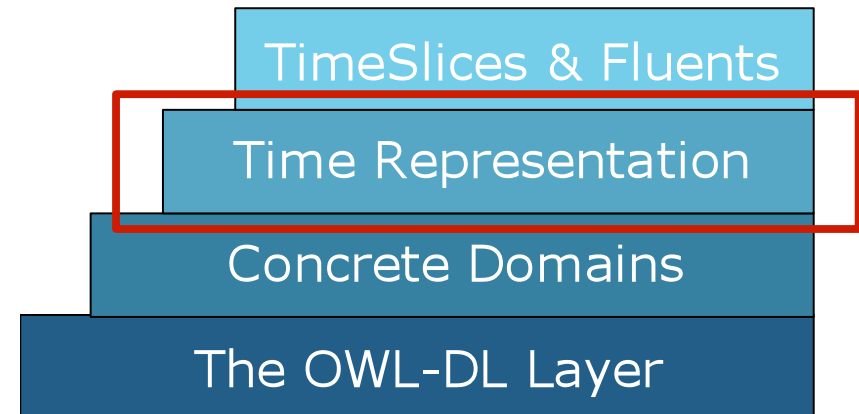 TimeSlices & Fluents
Time Representation
Concrete Domains
The OWL-DL Layer